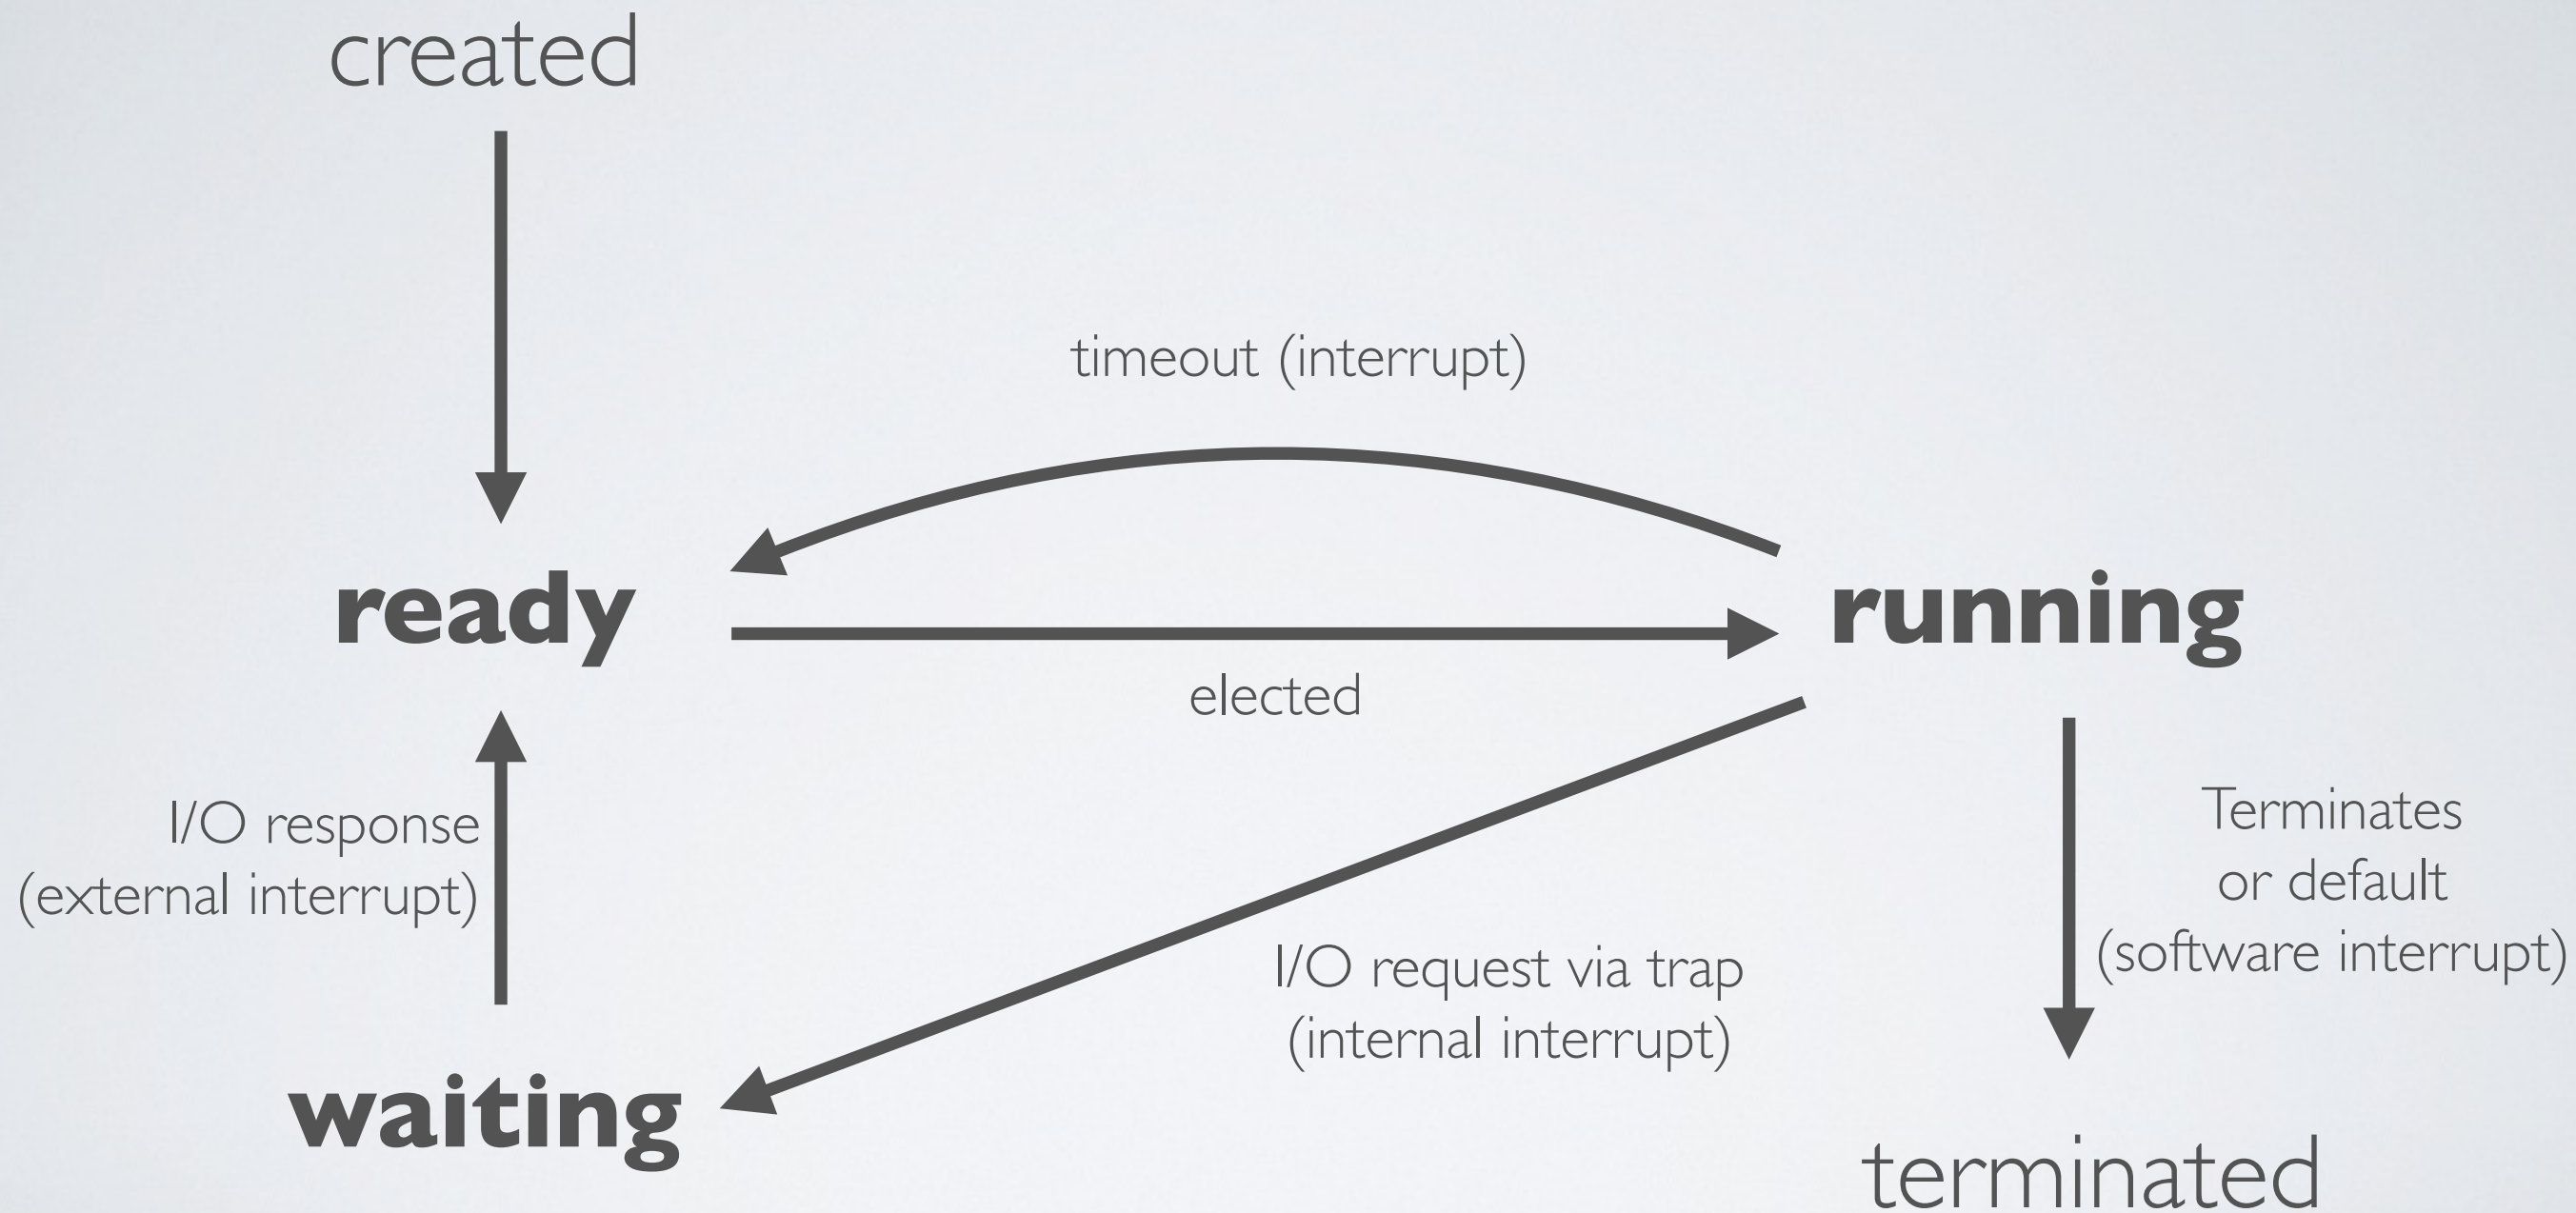 created
timeout (interrupt)
ready
running
elected
I/O response
(external interrupt)
Terminates
or default
(software interrupt)
I/O request via trap
(internal interrupt)
waiting
terminated